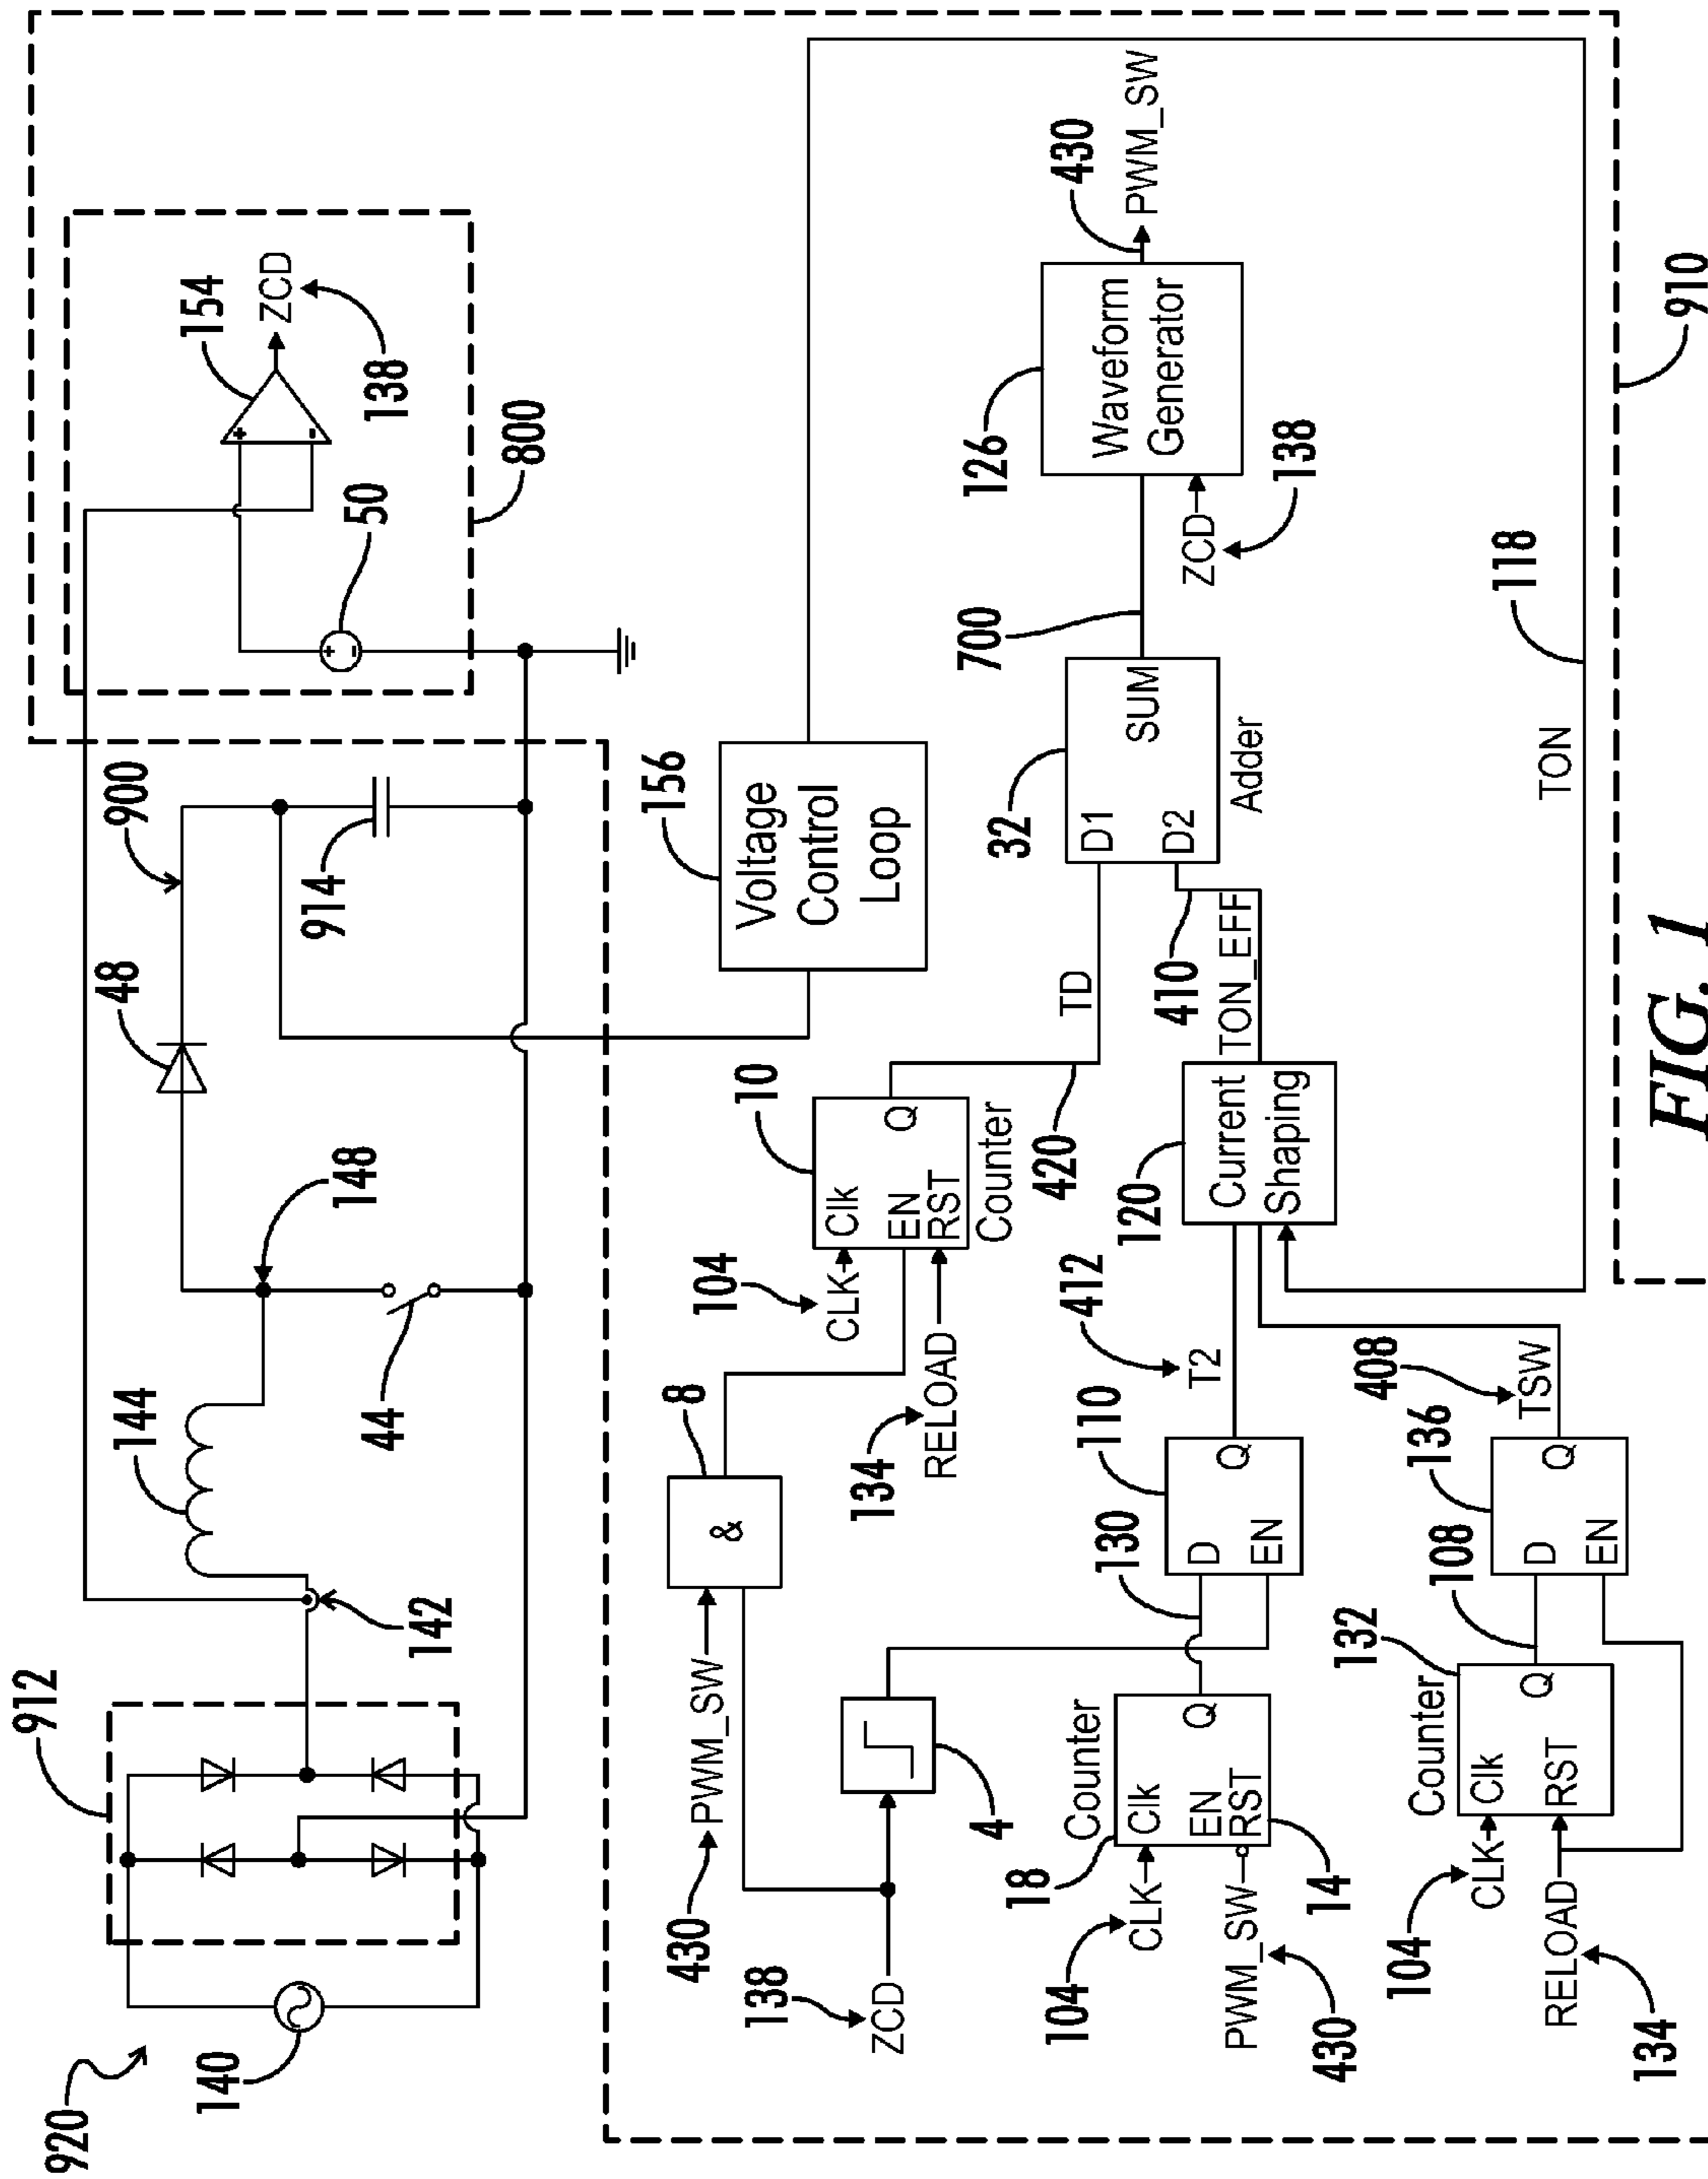 920
140
912
142
144
44
148
48
914
900
50
154
ZCD
138
800
+
-
+
-
430
PWM_SW
&
8
138
ZCD
4
104
CLK
134
RELOAD
Clk
EN
RST
Q
Counter
10
420
TD
156
Voltage
Control
Loop
Counter
18
104
CLK
PWM_SW
430
Clk
EN
RST
Q
14
130
D
EN
Q
110
T2
412
120
Current
Shaping
TON_EFF
410
32
D1
D2
SUM
Adder
700
126
Waveform
Generator
ZCD
138
430
PWM_SW
Counter
132
104
CLK
RELOAD
134
Clk
RST
Q
108
D
EN
Q
136
TSW
408
TON
118
910
FIG. 1